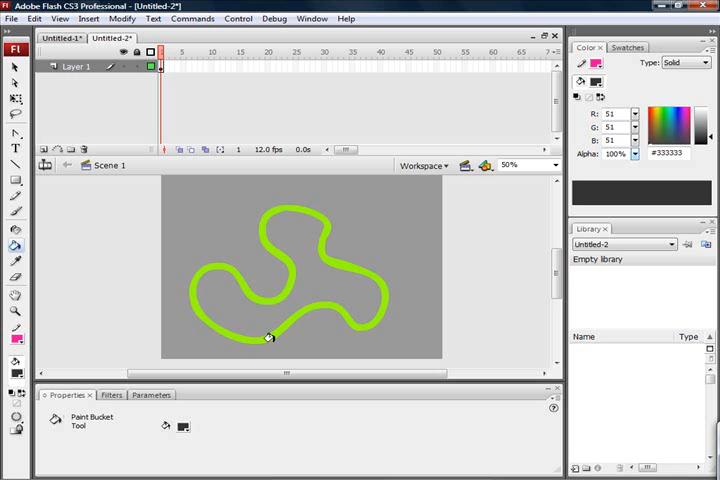 Adobe Flash CS3 Professional - [Untitled-2*]
File Edit View Insert Modify Text Commands Control Debug Window Help
Untitled-1* Untitled-2*
5 10 15 20 25 30 35 40 45 50 55 60 65 7
Layer 1
1 12.0 fps 0.0s
Scene 1 Workspace 50%
Fl
T
Color Swatches
Type: Solid
R: 51
G: 51
B: 51
Alpha: 100% #333333
Library
Untitled-2
Empty library
Name Type
Properties Filters Parameters
Paint Bucket
Tool